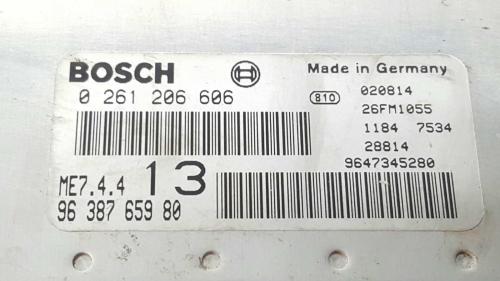 BOSCH
Made in Germany
0 261 206 606
810
020814
26FM1055
1184 7534
28814
9647345280
ME7.4.4 13
96 387 659 80